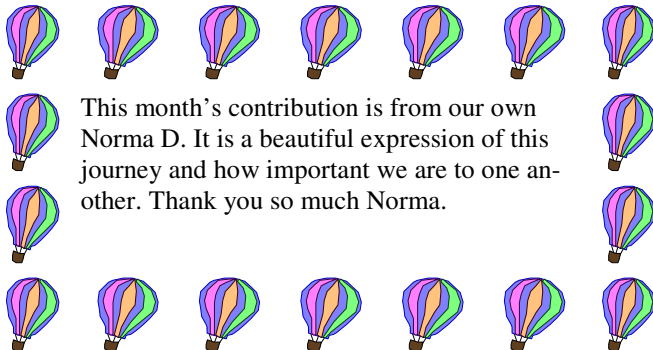 This month's contribution is from our own
Norma D. It is a beautiful expression of this
journey and how important we are to one an-
other. Thank you so much Norma.